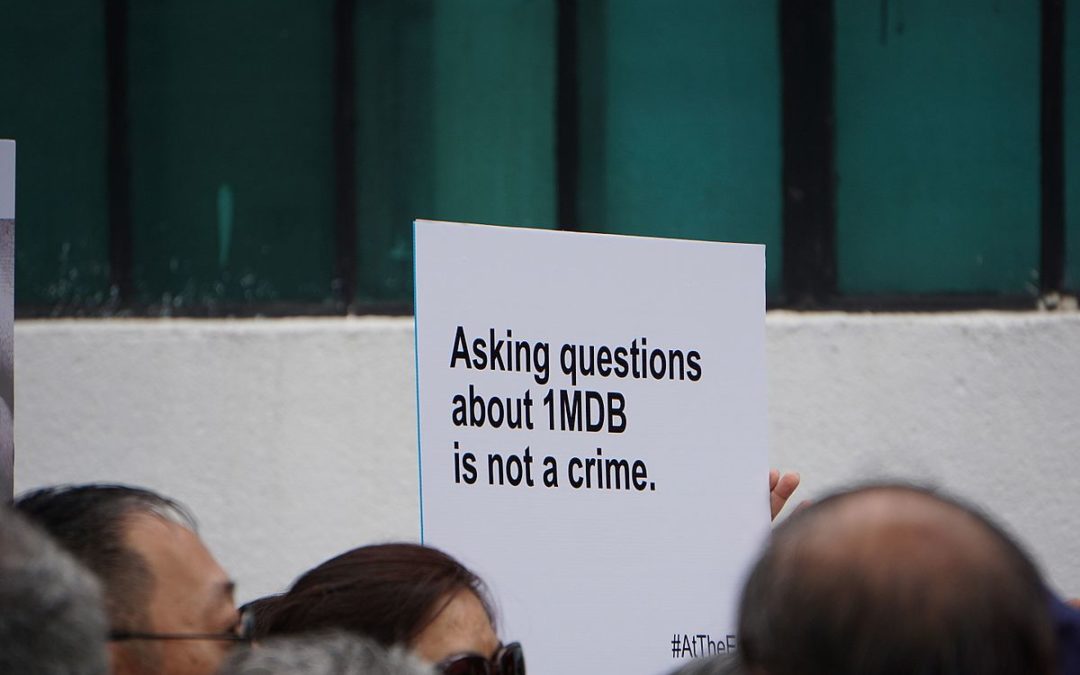 Asking questions
about 1MDB
is not a crime.